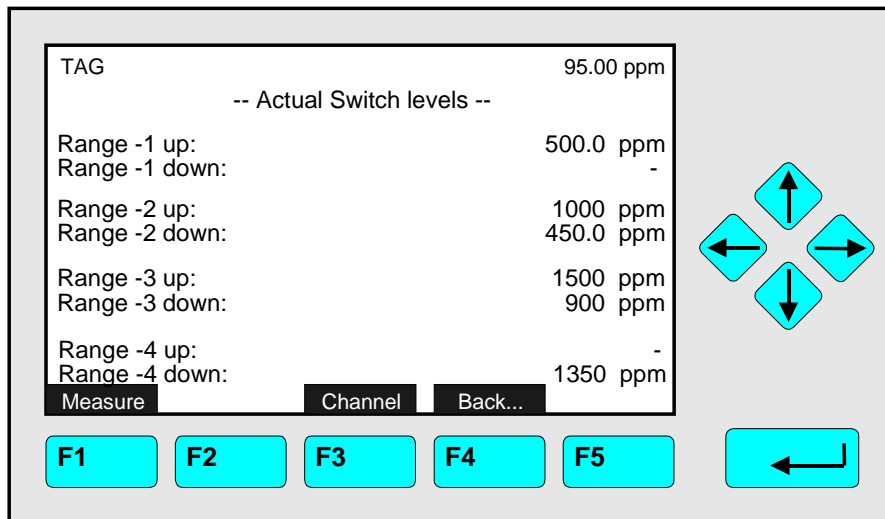 TAG 95.00 ppm
-- Actual Switch levels --
Range -1 up: 500.0 ppm
Range -1 down: -
Range -2 up: 1000 ppm
Range -2 down: 450.0 ppm
Range -3 up: 1500 ppm
Range -3 down: 900 ppm
Range -4 up: -
Range -4 down: 1350 ppm
Measure Channel Back...
F1 F2 F3 F4 F5